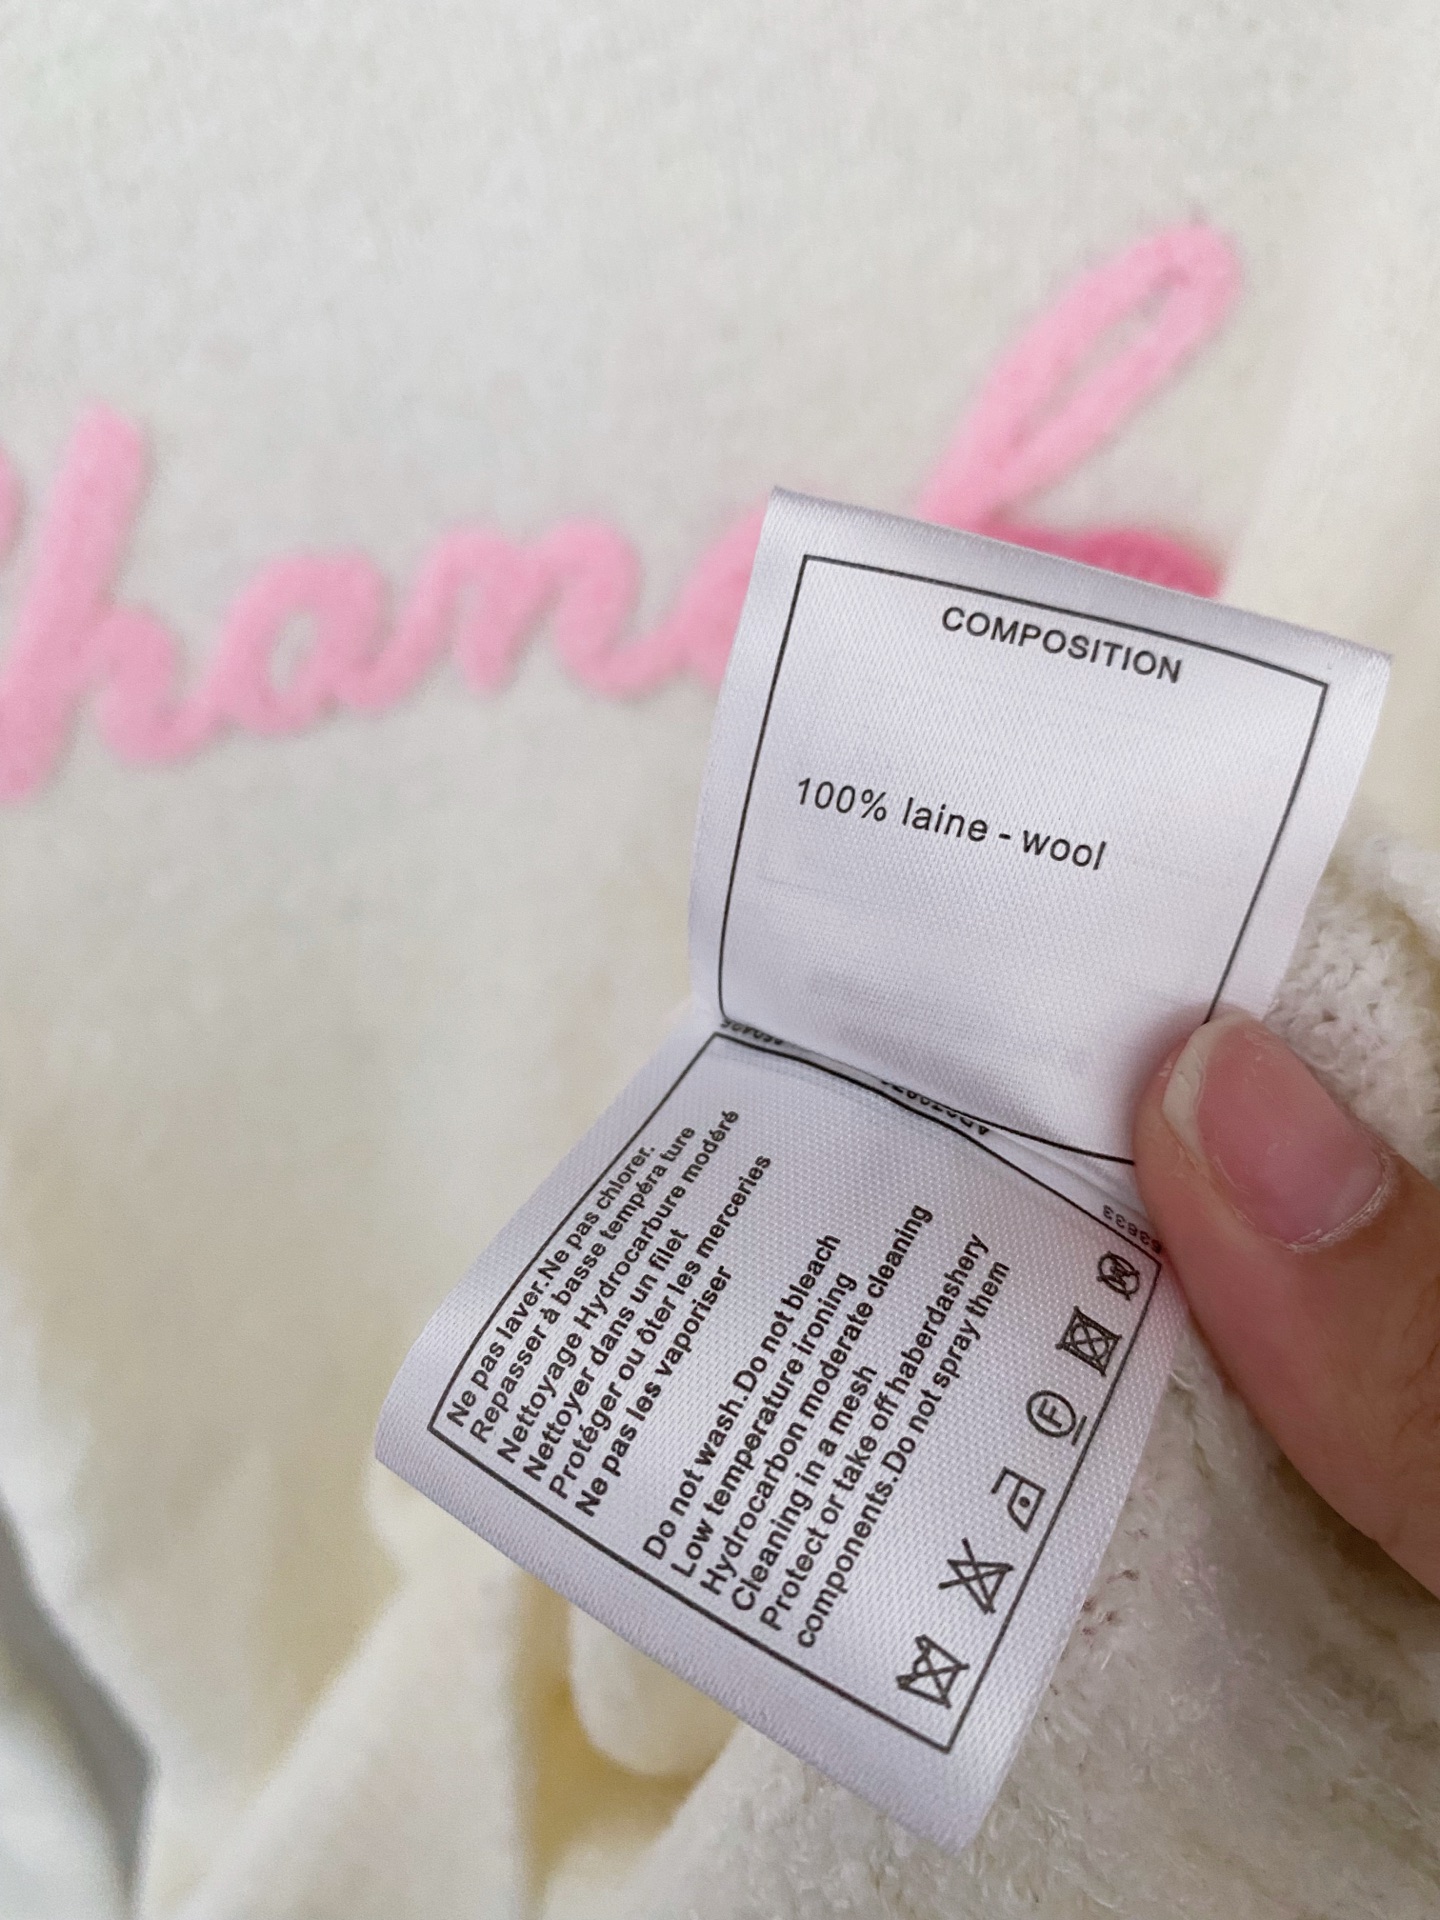 Chanel
COMPOSITION
100% laine - wool
Ne pas laver.Ne pas chlorer.
Repasser à basse tempéra ture
Nettoyage Hydrocarbure modéré
Nettoyer dans un filet
Protéger ou ôter les merceries
Ne pas les vaporiser
Do not wash.Do not bleach
Low temperature ironing
Hydrocarbon moderate cleaning
Cleaning in a mesh
Protect or take off haberdashery
components.Do not spray them
F
W